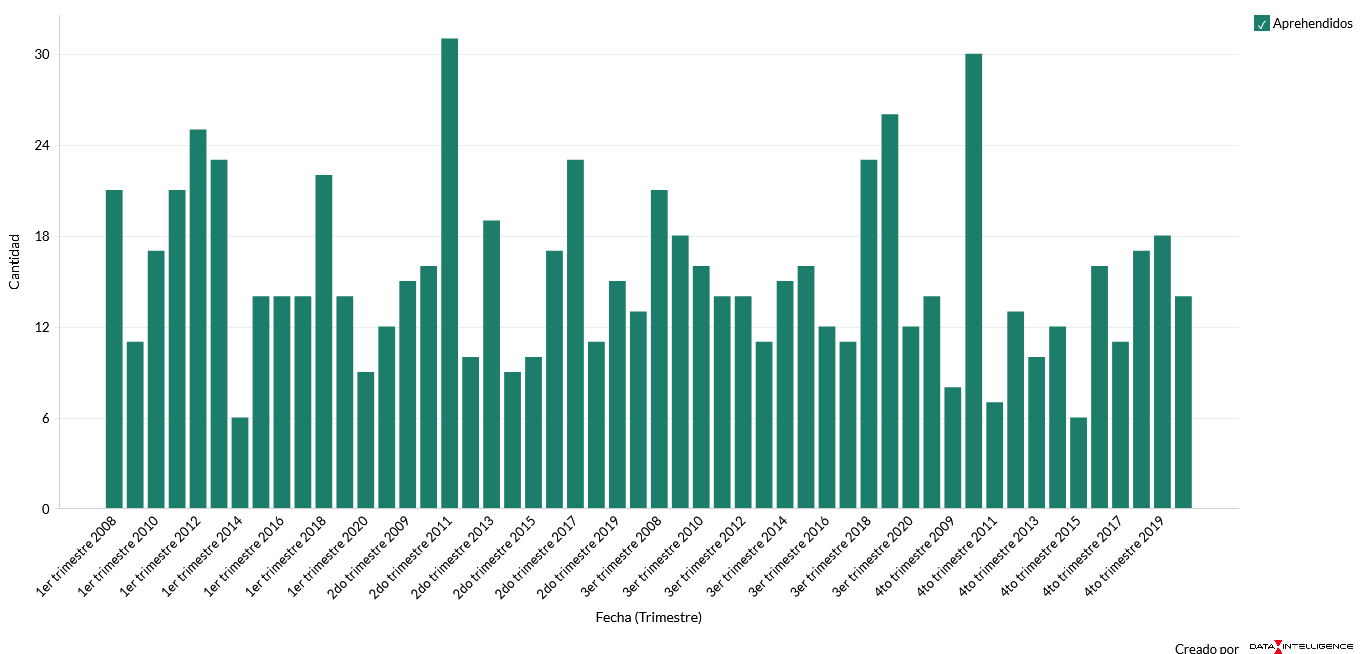 Aprehendidos
Cantidad
30
24
18
12
6
0
1er trimestre 2008
1er trimestre 2010
1er trimestre 2012
1er trimestre 2014
1er trimestre 2016
1er trimestre 2018
1er trimestre 2020
2do trimestre 2009
2do trimestre 2011
2do trimestre 2013
2do trimestre 2015
2do trimestre 2017
2do trimestre 2019
3er trimestre 2008
3er trimestre 2010
3er trimestre 2012
3er trimestre 2014
3er trimestre 2016
3er trimestre 2018
3er trimestre 2020
4to trimestre 2009
4to trimestre 2011
4to trimestre 2013
4to trimestre 2015
4to trimestre 2017
4to trimestre 2019
Fecha (Trimestre)
Creado por DATA INTELLIGENCE